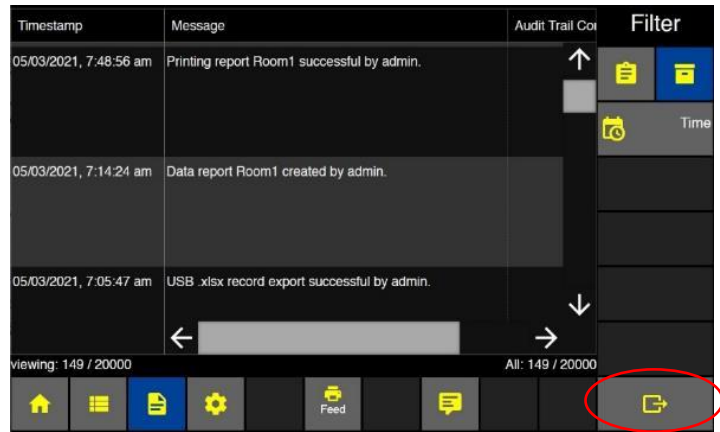 Timestamp Message Audit Trail Co
Filter
05/03/2021, 7:48:56 am Printing report Room1 successful by admin.
Time
05/03/2021, 7:14:24 am Data report Room1 created by admin.
05/03/2021, 7:05:47 am USB .xlsx record export successful by admin.
viewing: 149 / 20000 All: 149 / 20000
Feed